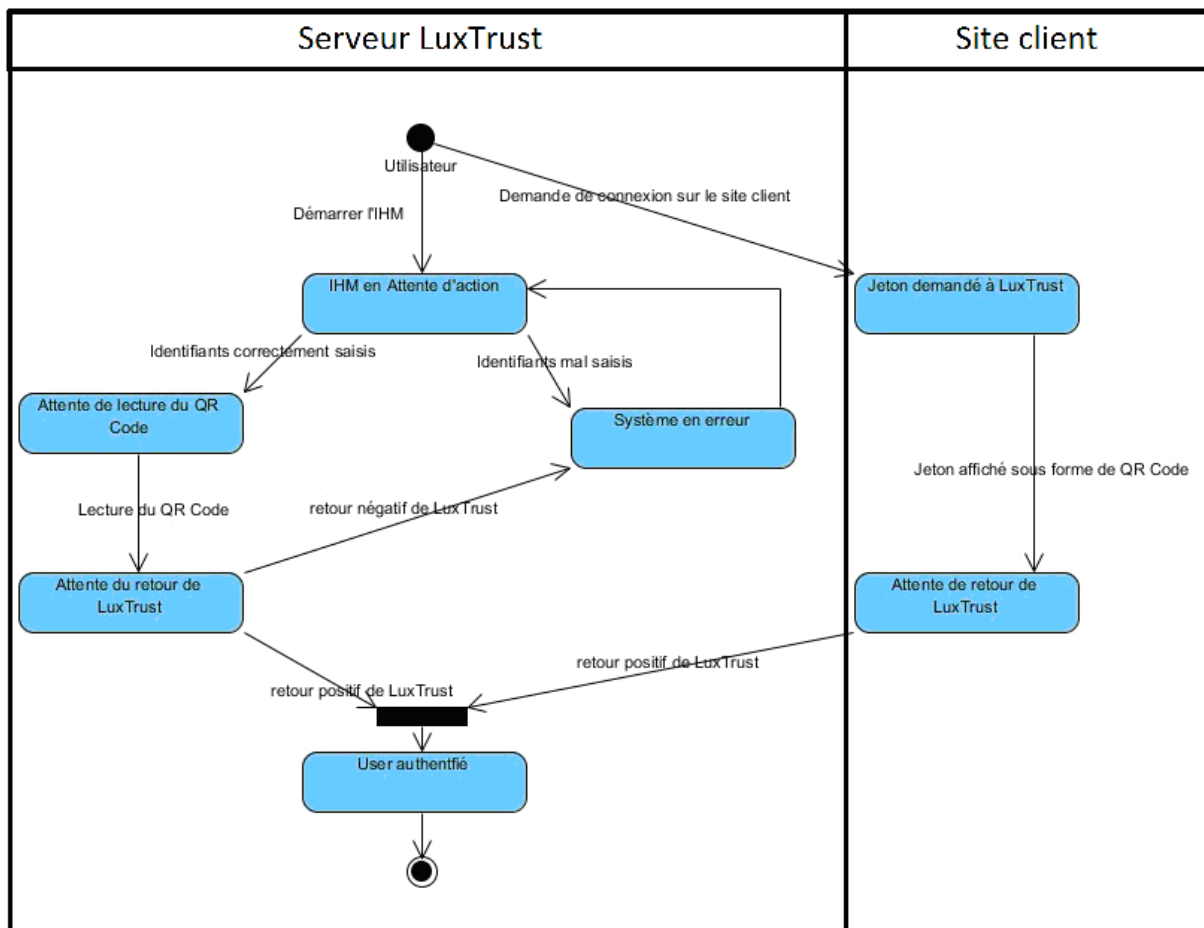 Serveur LuxTrust
Site client
Utilisateur
Demande de connexion sur le site client
Démarrer l'IHM
IHM en Attente d'action
Jeton demandé à LuxTrust
Identifiants correctement saisis
Identifiants mal saisis
Attente de lecture du QR
Code
Système en erreur
Jeton affiché sous forme de QR Code
Lecture du QR Code
retour négatif de LuxTrust
Attente du retour de
LuxTrust
Attente de retour de
LuxTrust
retour positif de LuxTrust
retour positif de LuxTrust
User authentfié